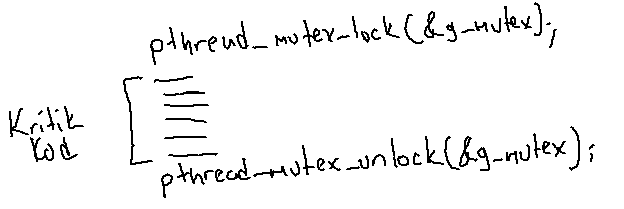 pthread_mutex_lock(&g_mutex);
Kritik
Kod
pthread_mutex_unlock(&g_mutex);